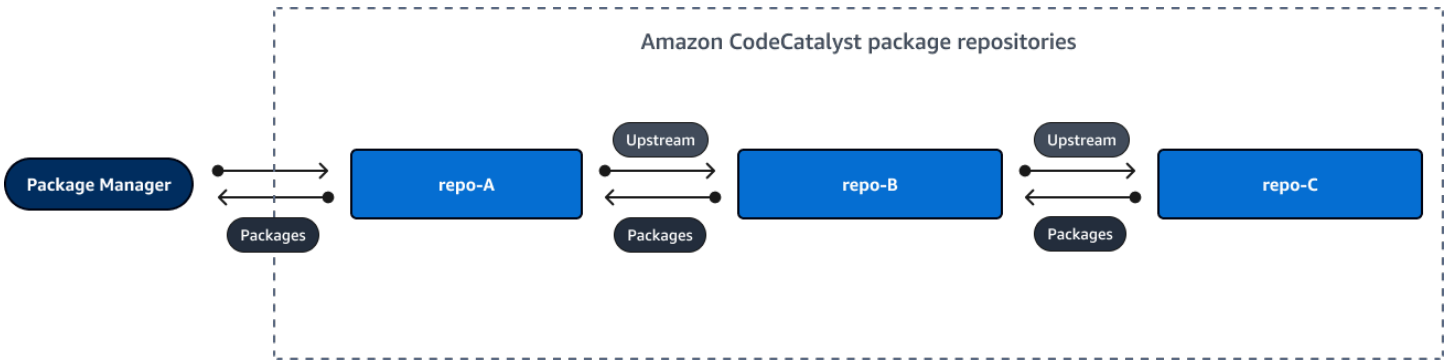 Amazon CodeCatalyst package repositories
Upstream
Upstream
Package Manager
repo-A
repo-B
repo-C
Packages
Packages
Packages